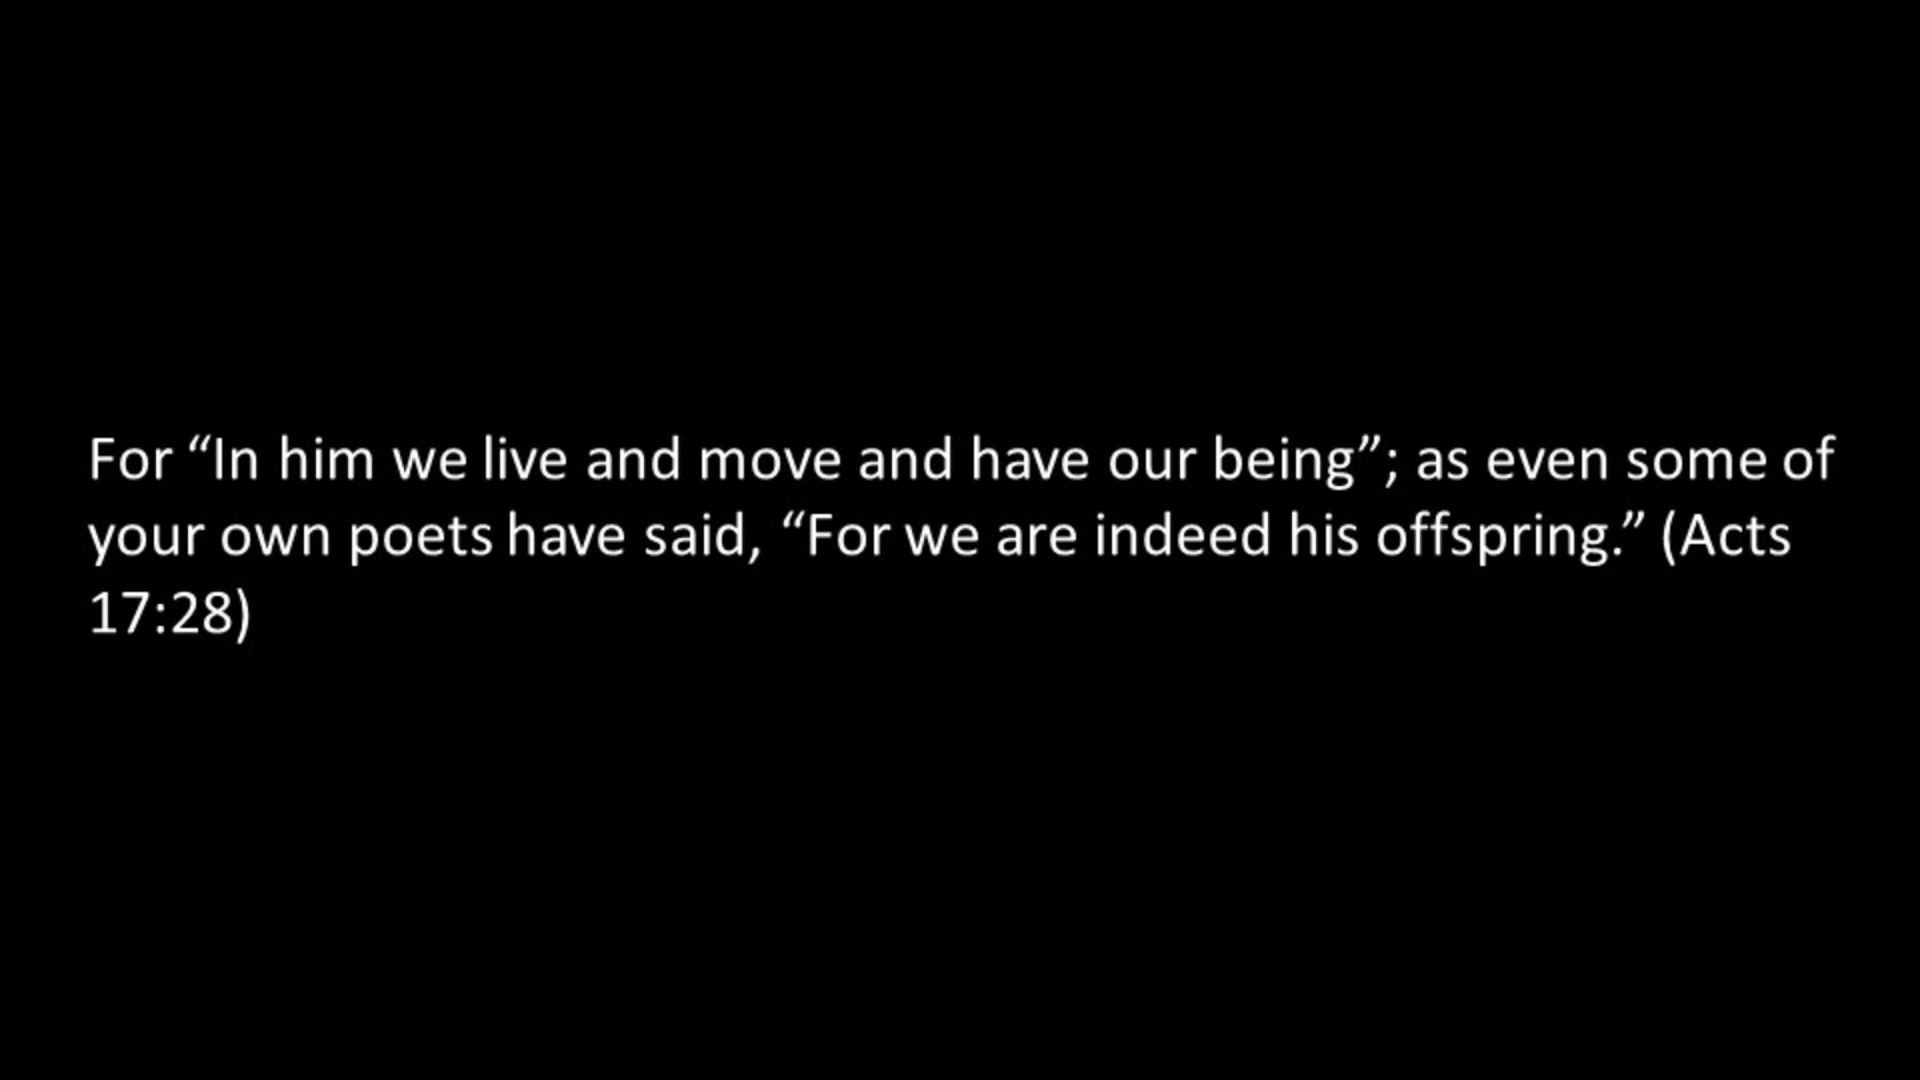 For “In him we live and move and have our being”; as even some of
your own poets have said, “For we are indeed his offspring.” (Acts
17:28)